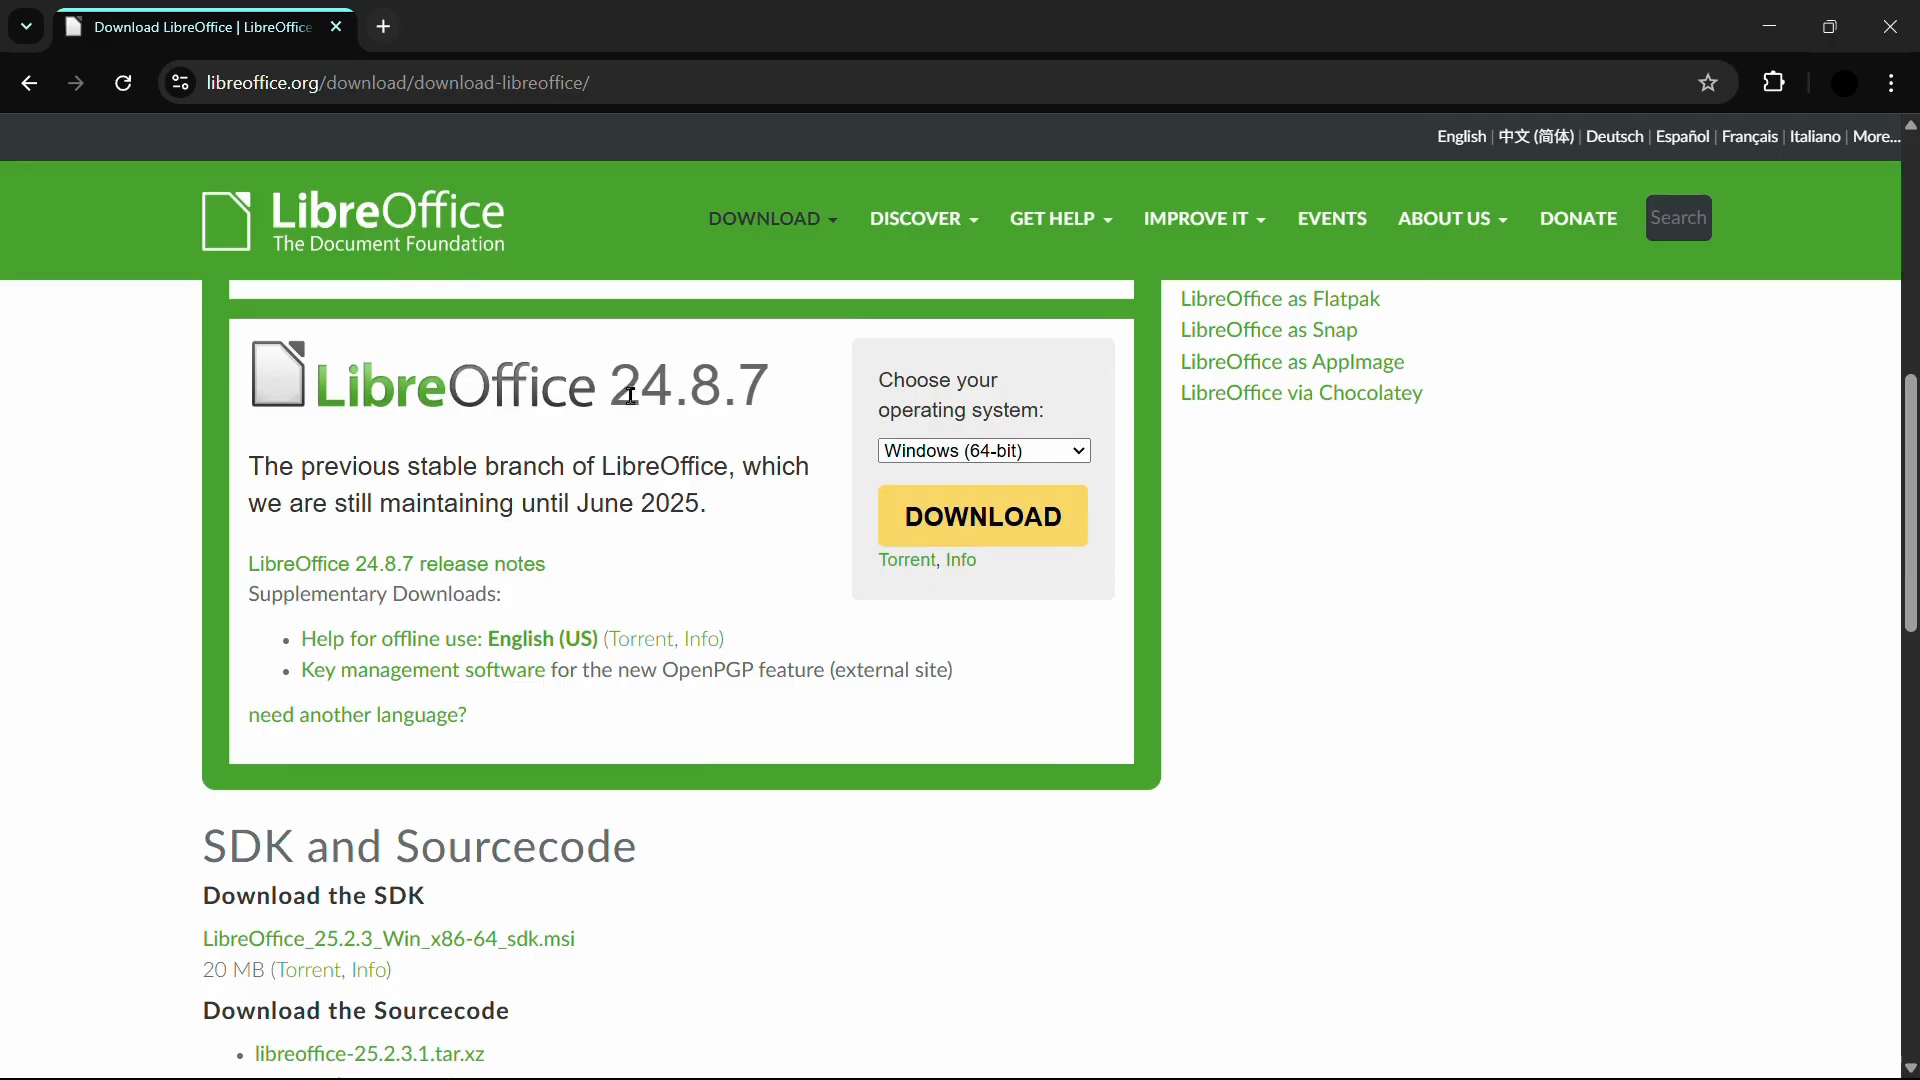 Download LibreOffice | LibreOffice
libreoffice.org/download/download-libreoffice/
English | 中文 (简体) | Deutsch | Español | Français | Italiano | More...
LibreOffice
The Document Foundation
DOWNLOAD
DISCOVER
GET HELP
IMPROVE IT
EVENTS
ABOUT US
DONATE
Search
LibreOffice 24.8.7
The previous stable branch of LibreOffice, which
we are still maintaining until June 2025.
LibreOffice 24.8.7 release notes
Supplementary Downloads:
• Help for offline use: English (US) (Torrent, Info)
• Key management software for the new OpenPGP feature (external site)
need another language?
Choose your
operating system:
Windows (64-bit)
DOWNLOAD
Torrent, Info
LibreOffice as Flatpak
LibreOffice as Snap
LibreOffice as AppImage
LibreOffice via Chocolatey
SDK and Sourcecode
Download the SDK
LibreOffice_25.2.3_Win_x86-64_sdk.msi
20 MB (Torrent, Info)
Download the Sourcecode
• libreoffice-25.2.3.1.tar.xz